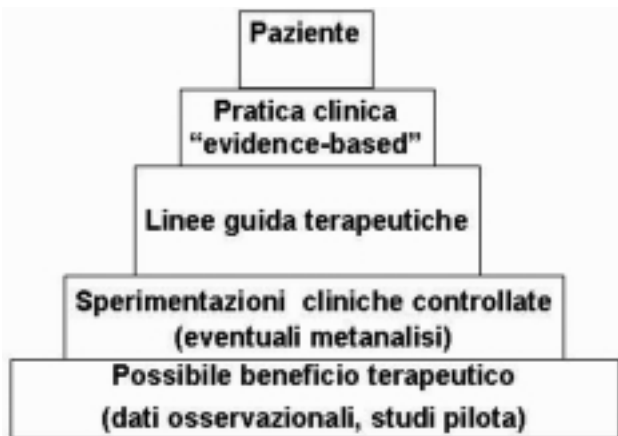 Paziente
Pratica clinica
“evidence-based”
Linee guida terapeutiche
Sperimentazioni cliniche controllate
(eventuali metanalisi)
Possibile beneficio terapeutico
(dati osservazionali, studi pilota)